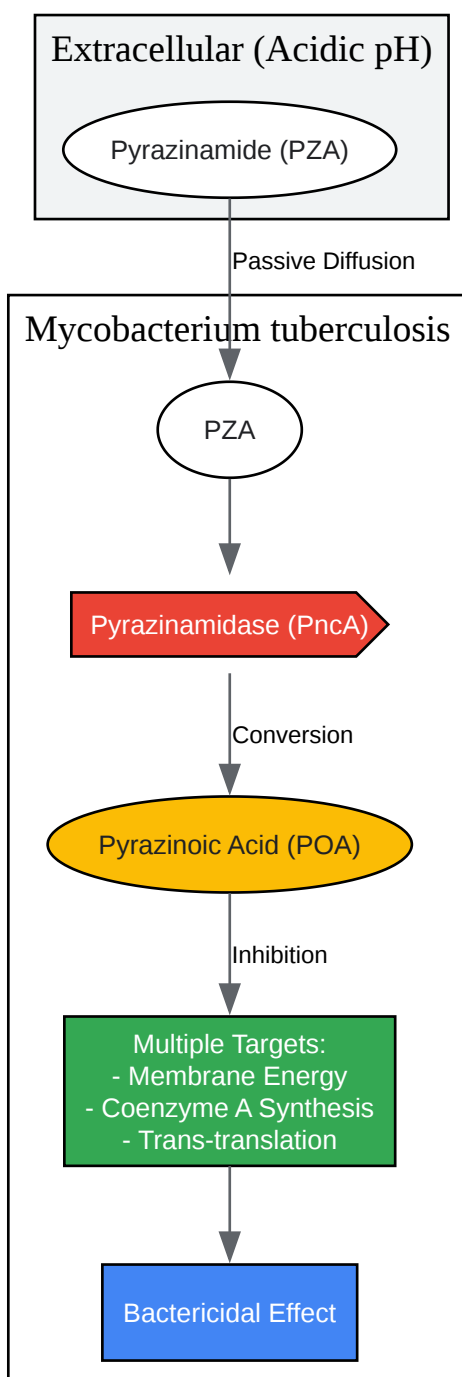 Extracellular (Acidic pH)
Pyrazinamide (PZA)
Passive Diffusion
Mycobacterium tuberculosis
PZA
Pyrazinamidase (PncA)
Conversion
Pyrazinoic Acid (POA)
Inhibition
Multiple Targets:
- Membrane Energy
- Coenzyme A Synthesis
- Trans-translation
Bactericidal Effect